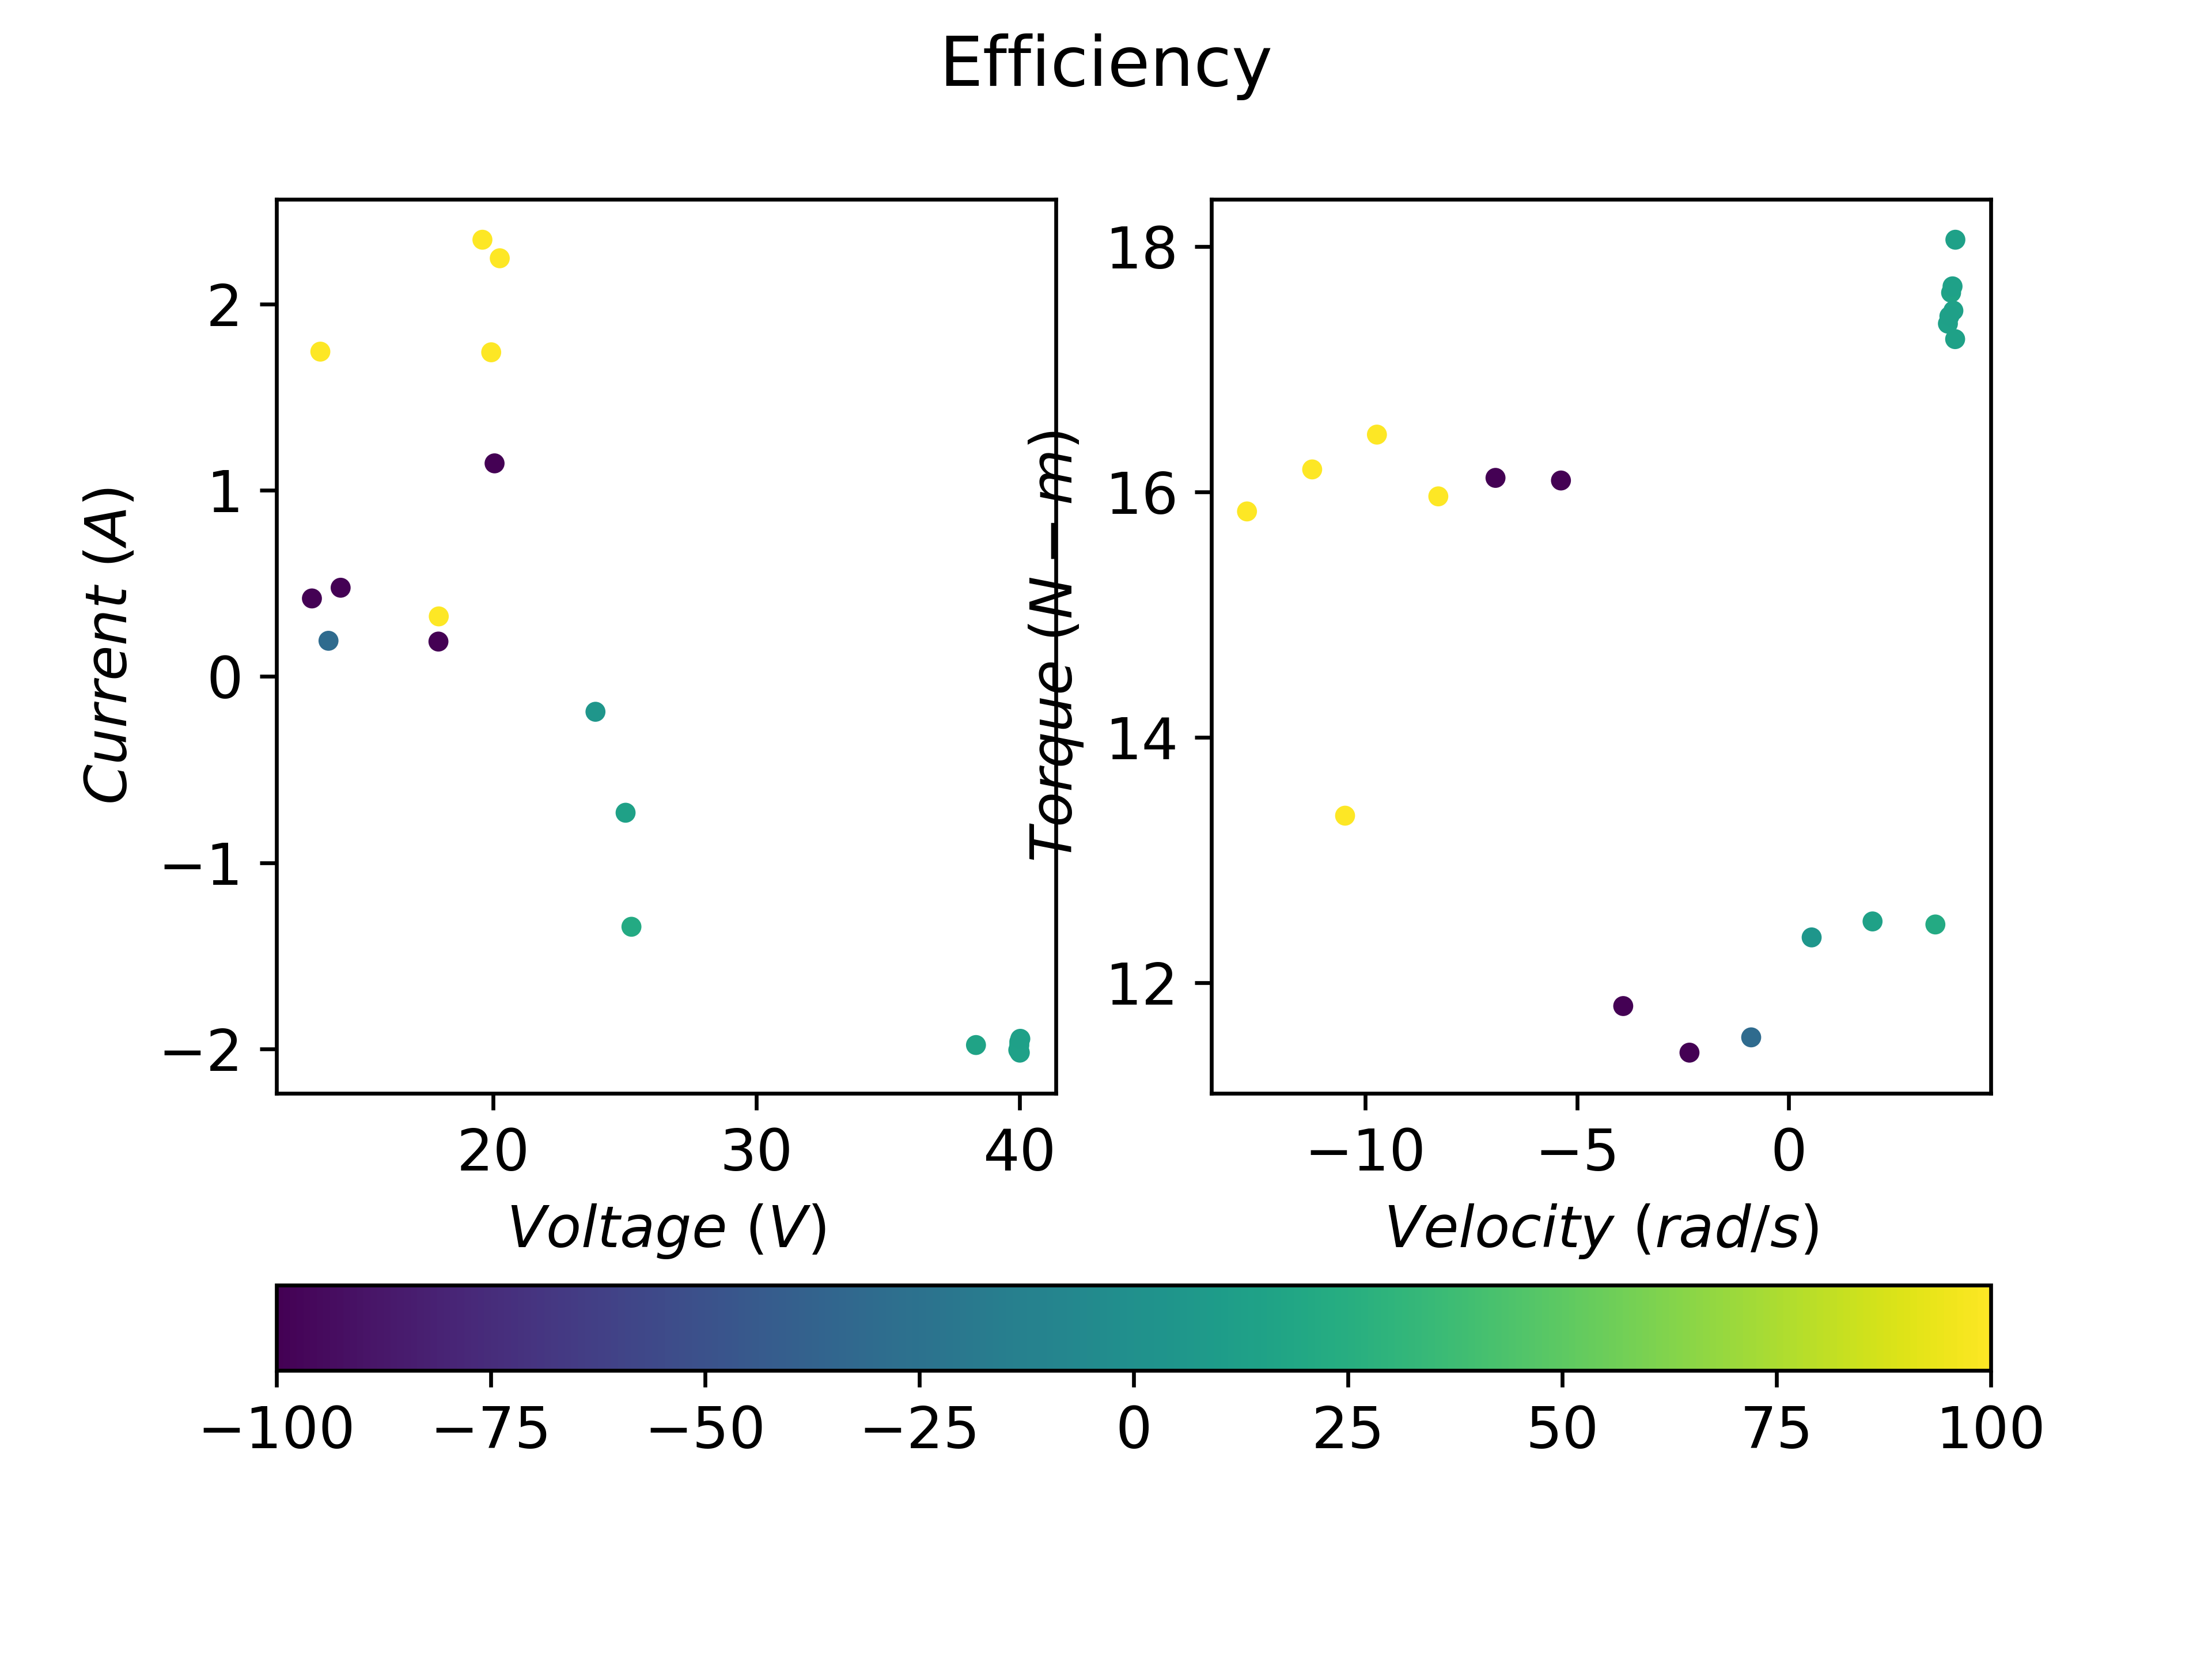 Efficiency
2
1
0
−1
−2
Current (A)
20 30 40
Voltage (V)
18
16
14
12
Torque (N − m)
−10 −5 0
Velocity (rad/s)
−100 −75 −50 −25 0 25 50 75 100